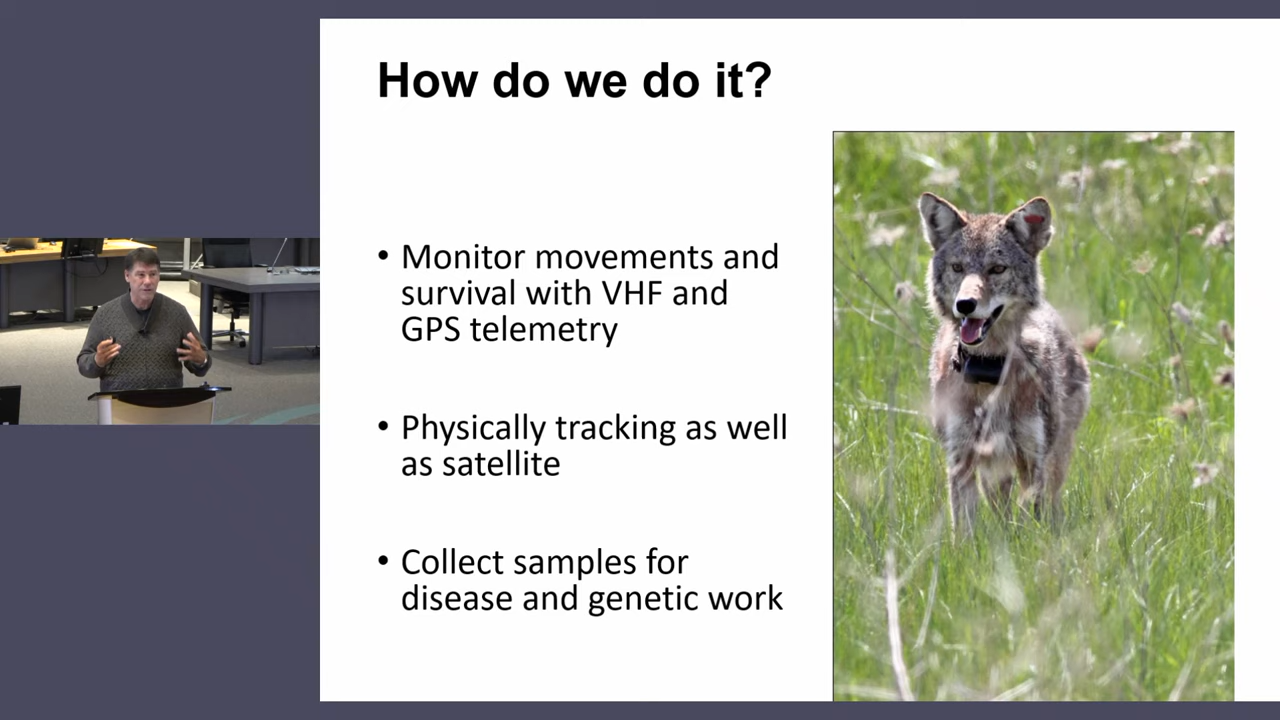 How do we do it?
• Monitor movements and
survival with VHF and
GPS telemetry
• Physically tracking as well
as satellite
• Collect samples for
disease and genetic work